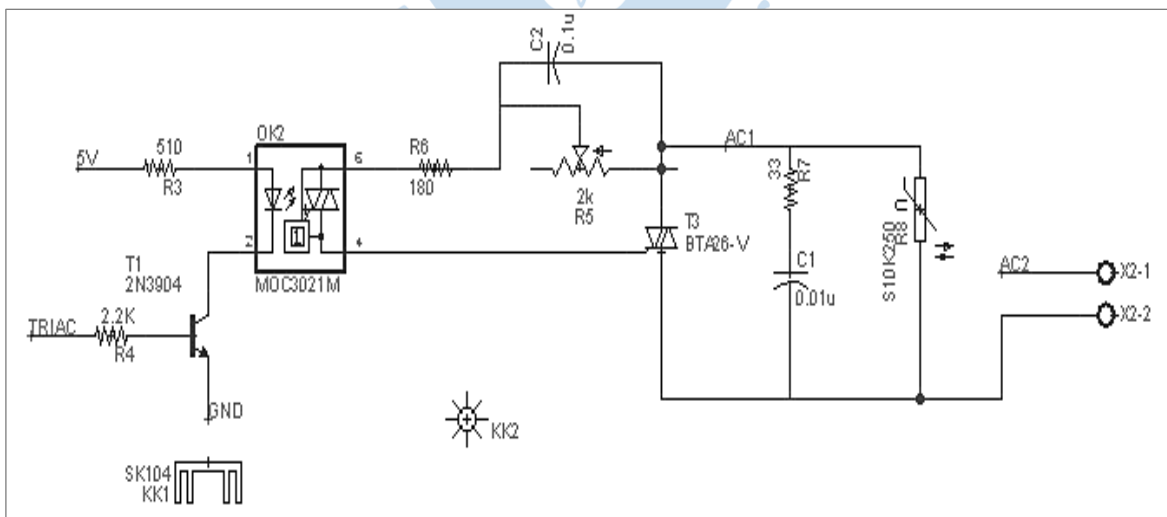 C2
0.1u
510
5V
R3
OK2
1
6
2
4
MOC3021M
R6
180
2k
R5
AC1
33
R7
T3
BTA26-V
C1
0.01u
S10K250
R8
AC2
X2-1
X2-2
T1
2N3904
TRIAC
2.2K
R4
GND
KK2
SK104
KK1